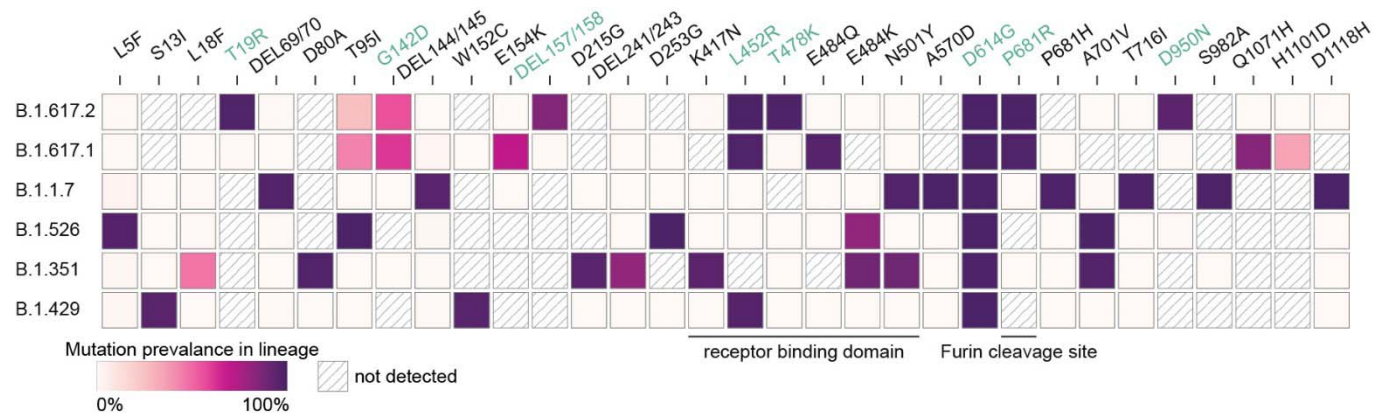 L5F S13I L18F T19R DEL69/70 D80A T95I G142D DEL144/145 W152C E154K DEL157/158 D215G DEL241/243 D253G K417N L452R T478K E484Q E484K N501Y A570D D614G P681R P681H A701V T716I D950N S982A Q1071H H1101D D1118H
B.1.617.2
B.1.617.1
B.1.1.7
B.1.526
B.1.351
B.1.429
receptor binding domain Furin cleavage site
Mutation prevalance in lineage
not detected
0% 100%